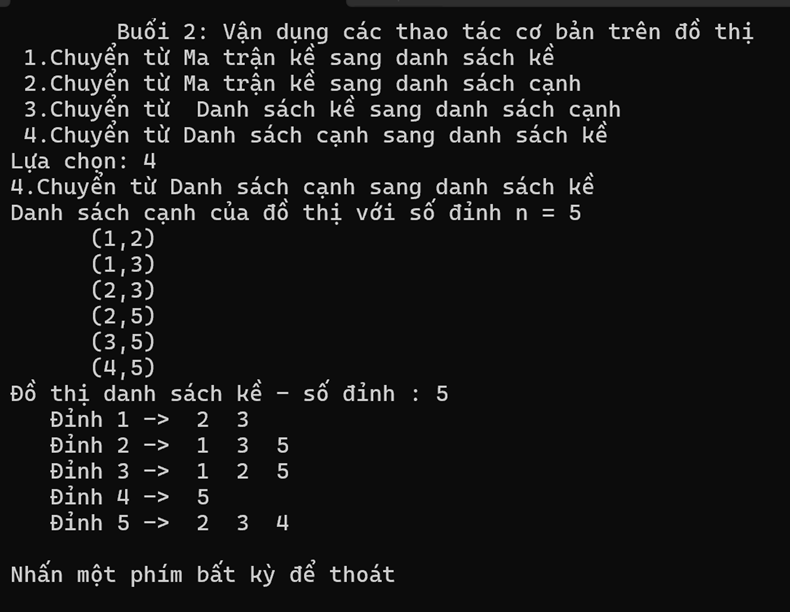 Buổi 2: Vận dụng các thao tác cơ bản trên đồ thị
1.Chuyển từ Ma trận kề sang danh sách kề
2.Chuyển từ Ma trận kề sang danh sách cạnh
3.Chuyển từ  Danh sách kề sang danh sách cạnh
4.Chuyển từ Danh sách cạnh sang danh sách kề
Lựa chọn: 4
4.Chuyển từ Danh sách cạnh sang danh sách kề
Danh sách cạnh của đồ thị với số đỉnh n = 5
(1,2)
(1,3)
(2,3)
(2,5)
(3,5)
(4,5)
Đồ thị danh sách kề - số đỉnh : 5
Đỉnh 1 ->  2  3
Đỉnh 2 ->  1  3  5
Đỉnh 3 ->  1  2  5
Đỉnh 4 ->  5
Đỉnh 5 ->  2  3  4
Nhấn một phím bất kỳ để thoát